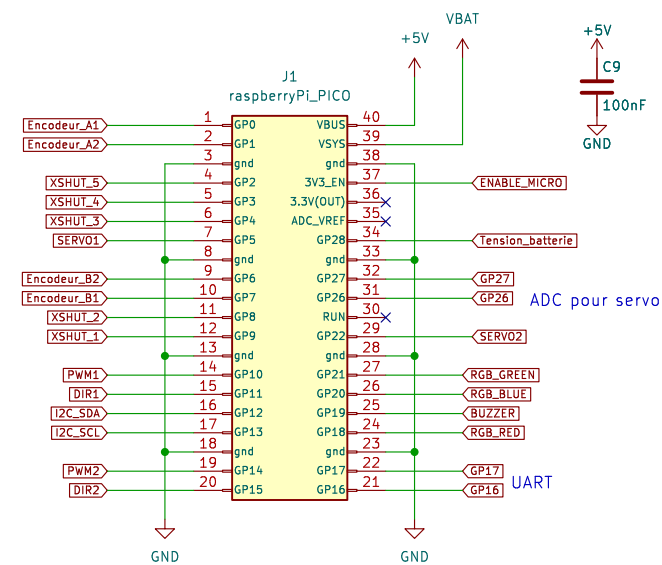 VBAT
+5V
+5V
C9
100nF
GND
J1
raspberryPi_PICO
Encodeur_A1 1 GP0 VBUS 40
Encodeur_A2 2 GP1 VSYS 39
3 gnd gnd 38
XSHUT_5 4 GP2 3V3_EN 37 ENABLE_MICRO
XSHUT_4 5 GP3 3.3V(OUT) 36
XSHUT_3 6 GP4 ADC_VREF 35
SERVO1 7 GP5 GP28 34 Tension_batterie
8 gnd gnd 33
Encodeur_B2 9 GP6 GP27 32 GP27
Encodeur_B1 10 GP7 GP26 31 GP26
ADC pour servo
XSHUT_2 11 GP8 RUN 30
XSHUT_1 12 GP9 GP22 29 SERVO2
13 gnd gnd 28
PWM1 14 GP10 GP21 27 RGB_GREEN
DIR1 15 GP11 GP20 26 RGB_BLUE
I2C_SDA 16 GP12 GP19 25 BUZZER
I2C_SCL 17 GP13 GP18 24 RGB_RED
18 gnd gnd 23
PWM2 19 GP14 GP17 22 GP17
UART
DIR2 20 GP15 GP16 21 GP16
GND
GND